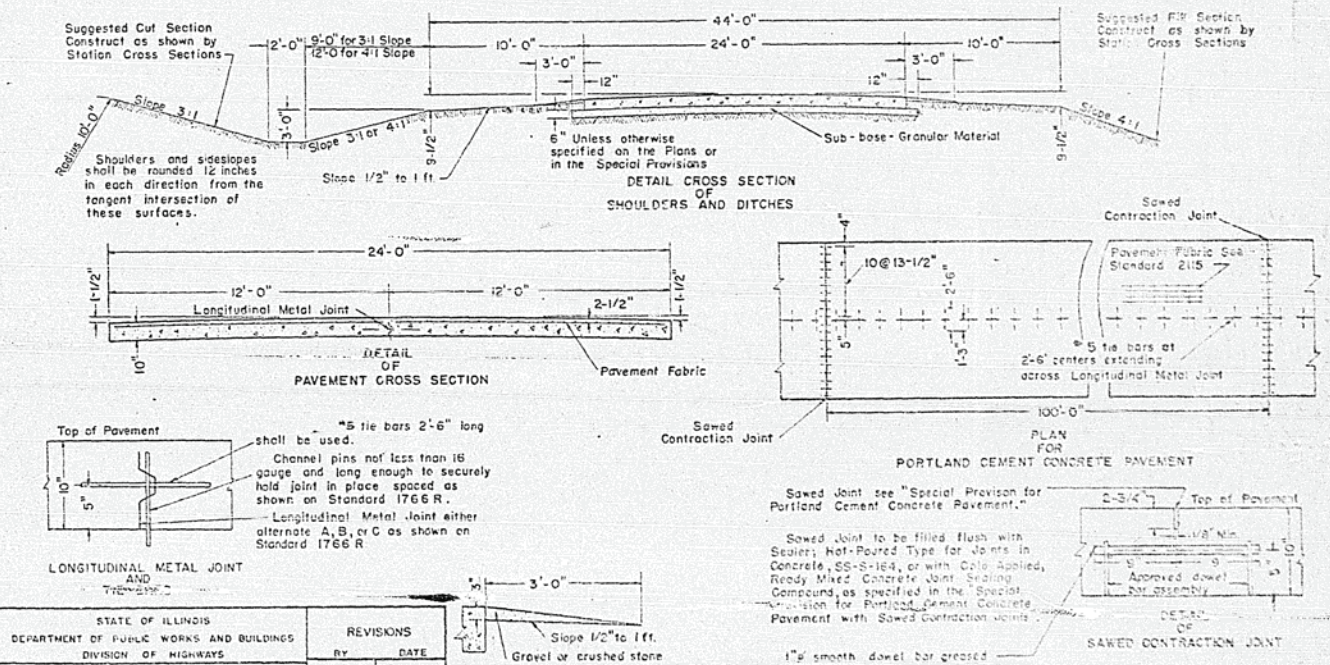 Suggested Cut Section
Construct as shown by
Station Cross Sections
2'-0"
9'-0" for 3:1 Slope
12'-0 for 4:1 Slope
44'-0"
10'-0"
24'-0"
10'-0"
3'-0"
3'-0"
12"
12"
Suggested Fill Section
Construct as shown by
Station Cross Sections
Slope 3:1
Radius 10'-0"
3'-0"
Slope 3:1 or 4:1
9-1/2"
Slope 1/2" to 1 ft.
6" Unless otherwise
specified on the Plans or
in the Special Provisions
Sub-base-Granular Material
9-1/2"
Slope 4:1
Shoulders and sideslopes
shall be rounded 12 inches
in each direction from the
tangent intersection of
these surfaces.
DETAIL CROSS SECTION
OF
SHOULDERS AND DITCHES
24'-0"
12'-0"
12'-0"
1-1/2"
1-1/2"
2-1/2"
Longitudinal Metal Joint
10"
Pavement Fabric
DETAIL
OF
PAVEMENT CROSS SECTION
Sawed
Contraction Joint
4"
10@13-1/2"
5"
2'-6"
1'-3"
Pavement Fabric See
Standard 2115
5 tie bars at
2'-6" centers extending
across Longitudinal Metal Joint
100'-0"
Sawed
Contraction Joint
PLAN
FOR
PORTLAND CEMENT CONCRETE PAVEMENT
Top of Pavement
10"
5"
#5 tie bars 2'-6" long
shall be used.
Channel pins not less than 16
gauge and long enough to securely
hold joint in place spaced as
shown on Standard 1766 R.
Longitudinal Metal Joint either
alternate A, B, or C as shown on
Standard 1766 R
LONGITUDINAL METAL JOINT
AND
Sawed Joint see "Special Provison for
Portland Cement Concrete Pavement."
Sawed Joint to be filled flush with
Sealer; Hot-Poured Type for Joints in
Concrete, SS-S-164, or with Cold Applied,
Ready Mixed Concrete Joint Sealing
Compound, as specified in the "Special
Provision for Portland Cement Concrete
Pavement with Sawed Contraction Joints".
1"φ smooth dowel bar greased
2-3/4"
Top of Pavement
1/8" Min.
9"
9"
5"
10"
Approved dowel
bar assembly
DETAIL
OF
SAWED CONTRACTION JOINT
3"
3'-0"
Slope 1/2" to 1 ft.
Gravel or crushed stone
STATE OF ILLINOIS
DEPARTMENT OF PUBLIC WORKS AND BUILDINGS
DIVISION OF HIGHWAYS
REVISIONS
BY DATE